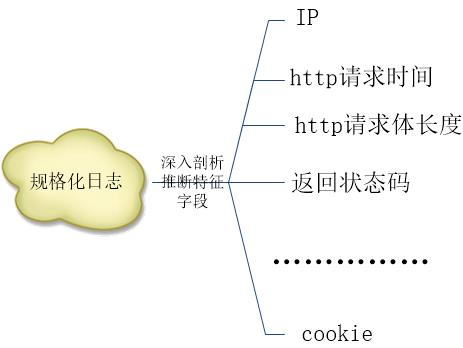 IP
http请求时间
http请求体长度
规格化日志
深入剖析
推断特征
字段
返回状态码
……………
cookie